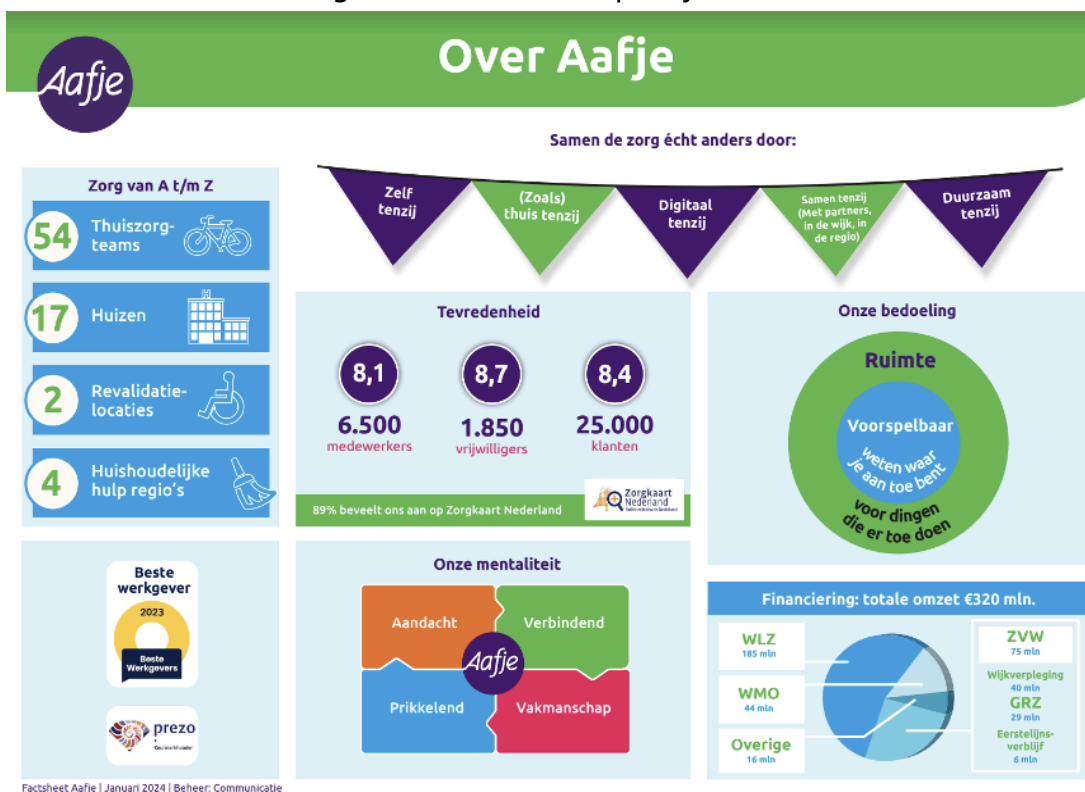 Over Aafje
Aafje
Samen de zorg écht anders door:
Zelf
tenzij
(Zoals)
thuis tenzij
Digitaal
tenzij
Samen tenzij
(Met partners,
in de wijk, in
de regio)
Duurzaam
tenzij
Zorg van A t/m Z
54
Thuiszorg-
teams
17
Huizen
2
Revalidatie-
locaties
4
Huishoudelijke
hulp regio's
Tevredenheid
8,1
6.500
medewerkers
8,7
1.850
vrijwilligers
8,4
25.000
klanten
89% beveelt ons aan op Zorgkaart Nederland
Zorgkaart
Nederland
Onze bedoeling
Ruimte
Voorspelbaar
weten waar
je aan toe bent
voor dingen
die er toe doen
Beste
werkgever
2023
Beste
Werkgevers
prezo
Onze mentaliteit
Aandacht
Verbindend
Aafje
Prikkelend
Vakmanschap
Financiering: totale omzet €320 mln.
WLZ
185 mln
WMO
44 mln
Overige
16 mln
ZVW
75 mln
Wijkverpleging
40 mln
GRZ
29 mln
Eerstelijns-
verblijf
6 mln
Factsheet Aafje | Januari 2024 | Beheer: Communicatie